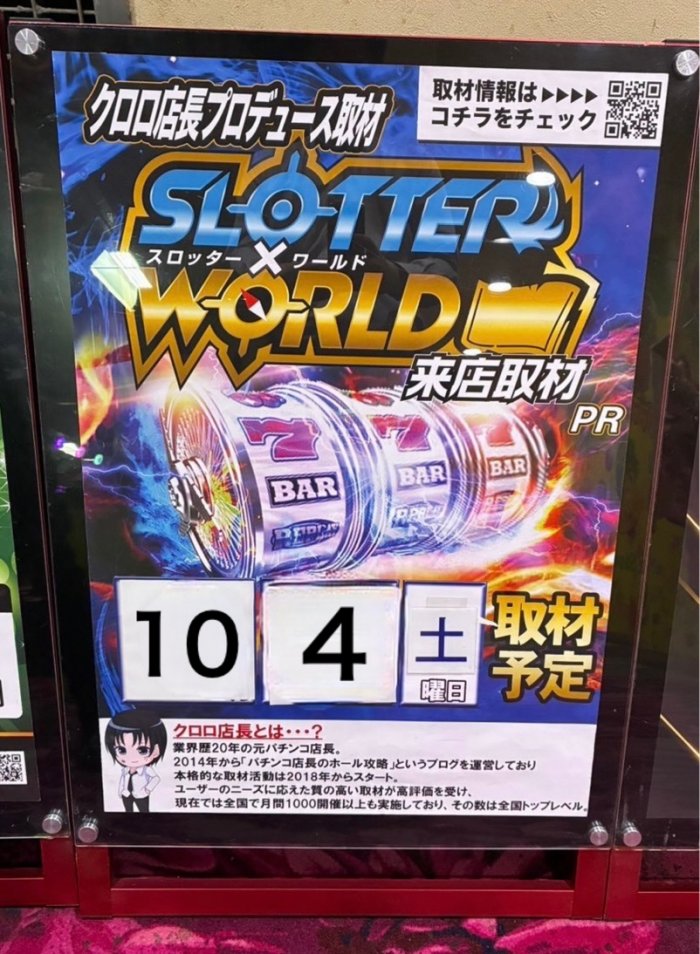 クロロ店長プロデュース取材
取材情報は▶▶▶▶
コチラをチェック
SLOTTER
スロッター×ワールド
WORLD
来店取材
PR
7 7 7
BAR BAR BAR
REPLAY REPLAY
10 4 土
曜日
取材
予定
クロロ店長とは・・・?
業界歴20年の元パチンコ店長。
2014年から「パチンコ店長のホール攻略」というブログを運営しており
本格的な取材活動は2018年からスタート。
ユーザーのニーズに応えた質の高い取材が高評価を受け、
現在では全国で月間1000開催以上も実施しており、その数は全国トップレベル。